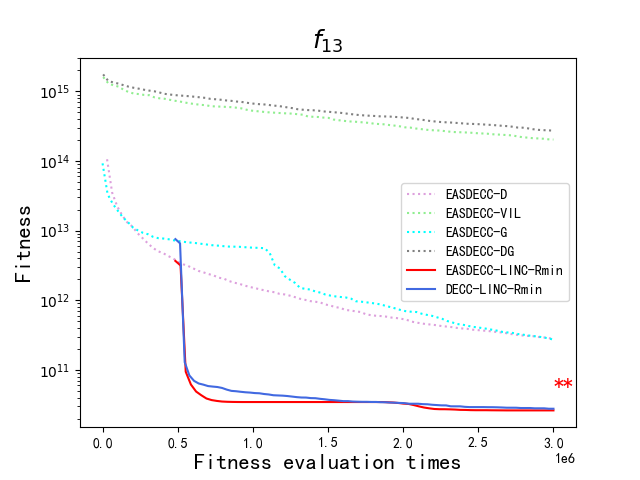 f13
Fitness
10^15
10^14
10^13
10^12
10^11
EASDECC-D
EASDECC-VIL
EASDECC-G
EASDECC-DG
EASDECC-LINC-Rmin
DECC-LINC-Rmin
**
0.0 0.5 1.0 1.5 2.0 2.5 3.0
1e6
Fitness evaluation times